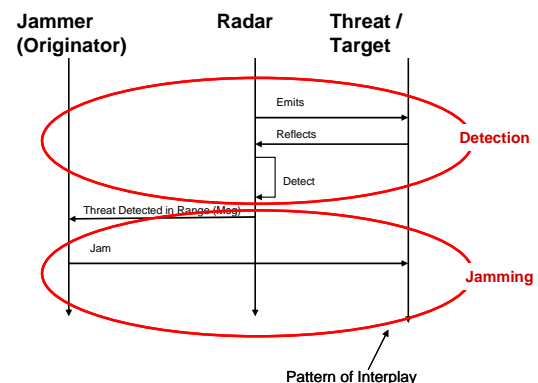 Jammer
(Originator)
Radar
Threat /
Target
Emits
Reflects
Detection
Detect
Threat Detected in Range (Msg)
Jam
Jamming
Pattern of Interplay